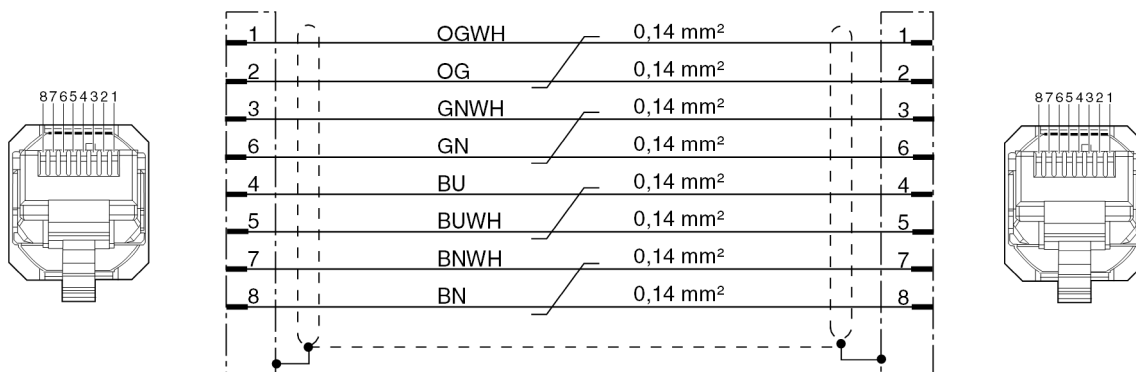 1 OGWH 0,14 mm² 1
2 OG 0,14 mm² 2
87654321 3 GNWH 0,14 mm² 3 87654321
6 GN 0,14 mm² 6
4 BU 0,14 mm² 4
5 BUWH 0,14 mm² 5
7 BNWH 0,14 mm² 7
8 BN 0,14 mm² 8